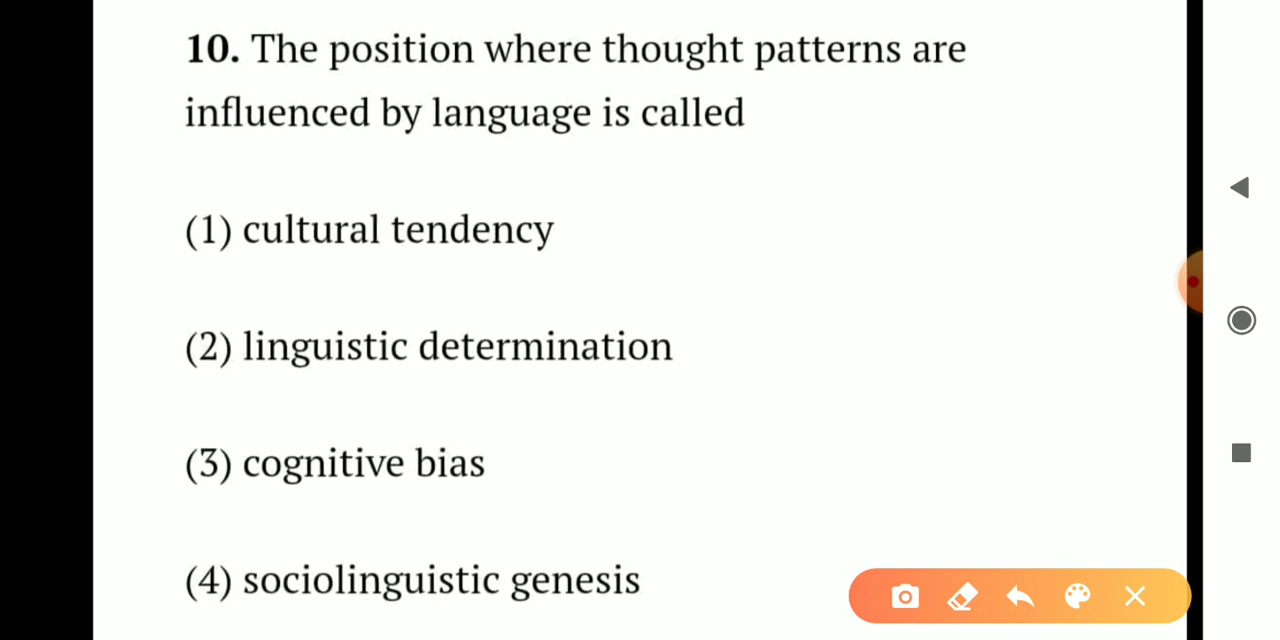 10. The position where thought patterns are
influenced by language is called
(1) cultural tendency
(2) linguistic determination
(3) cognitive bias
(4) sociolinguistic genesis